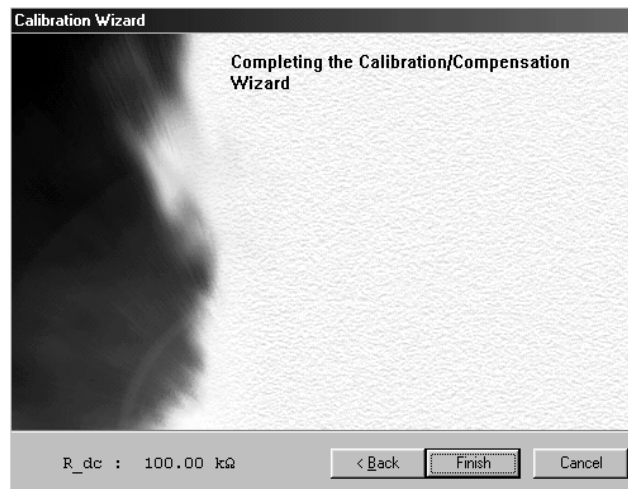 Calibration Wizard
Completing the Calibration/Compensation
Wizard
R_dc : 100.00 kΩ
< Back
Finish
Cancel